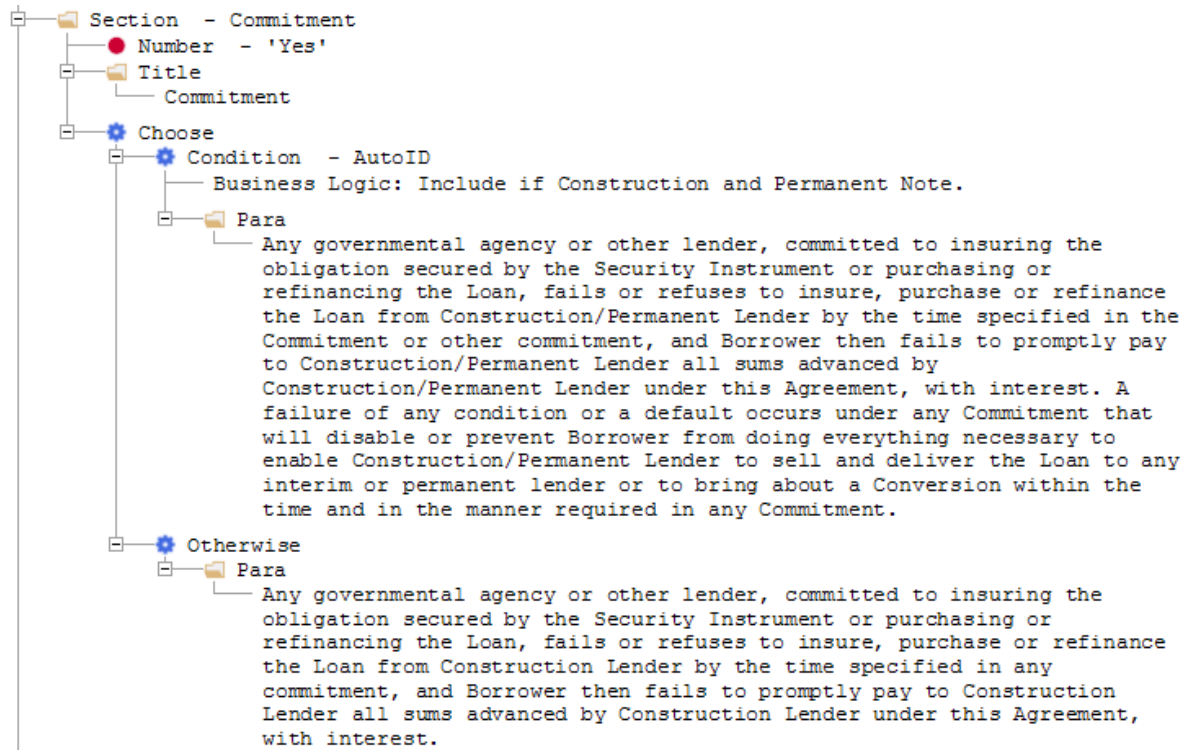 Section - Commitment
Number - 'Yes'
Title
Commitment
Choose
Condition - AutoID
Business Logic: Include if Construction and Permanent Note.
Para
Any governmental agency or other lender, committed to insuring the
obligation secured by the Security Instrument or purchasing or
refinancing the Loan, fails or refuses to insure, purchase or refinance
the Loan from Construction/Permanent Lender by the time specified in the
Commitment or other commitment, and Borrower then fails to promptly pay
to Construction/Permanent Lender all sums advanced by
Construction/Permanent Lender under this Agreement, with interest. A
failure of any condition or a default occurs under any Commitment that
will disable or prevent Borrower from doing everything necessary to
enable Construction/Permanent Lender to sell and deliver the Loan to any
interim or permanent lender or to bring about a Conversion within the
time and in the manner required in any Commitment.
Otherwise
Para
Any governmental agency or other lender, committed to insuring the
obligation secured by the Security Instrument or purchasing or
refinancing the Loan, fails or refuses to insure, purchase or refinance
the Loan from Construction Lender by the time specified in any
commitment, and Borrower then fails to promptly pay to Construction
Lender all sums advanced by Construction Lender under this Agreement,
with interest.